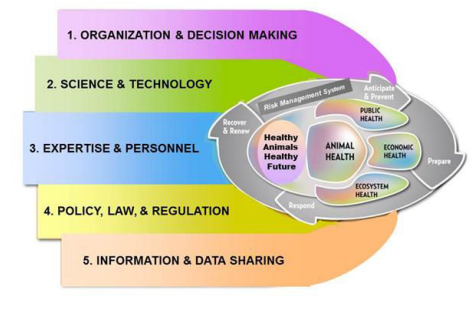 1. ORGANIZATION & DECISION MAKING
2. SCIENCE & TECHNOLOGY
3. EXPERTISE & PERSONNEL
4. POLICY, LAW, & REGULATION
5. INFORMATION & DATA SHARING
Risk Management System
Anticipate
& Prevent
Recover
& Renew
Prepare
Respond
Healthy
Animals
Healthy
Future
ANIMAL
HEALTH
PUBLIC
HEALTH
ECONOMIC
HEALTH
ECOSYSTEM
HEALTH